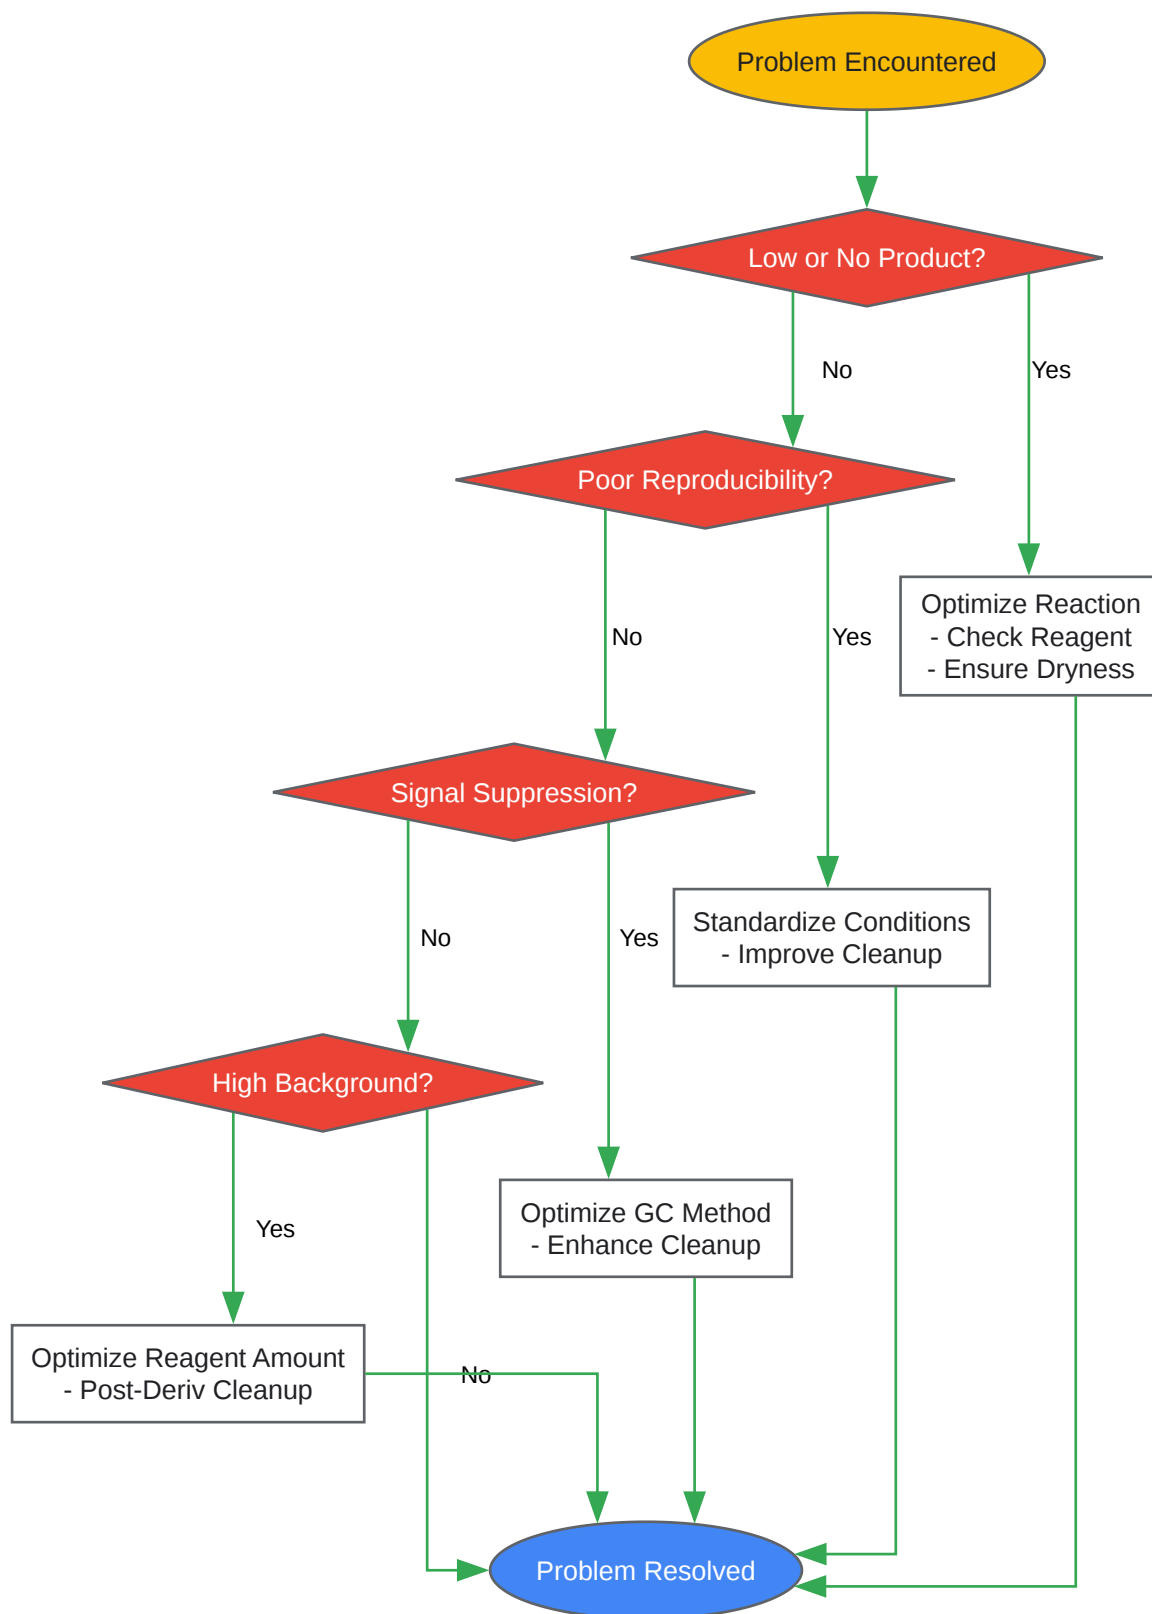 Problem Encountered
Low or No Product?
No
Yes
Poor Reproducibility?
Optimize Reaction
- Check Reagent
- Ensure Dryness
No
Yes
Signal Suppression?
Standardize Conditions
- Improve Cleanup
No
Yes
High Background?
Optimize GC Method
- Enhance Cleanup
Yes
Optimize Reagent Amount
- Post-Deriv Cleanup
No
Problem Resolved